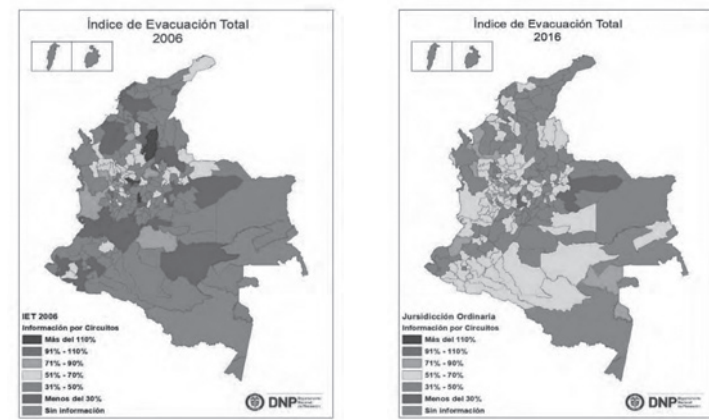 Índice de Evacuación Total
2006
IET 2006
Información por Circuitos
Más del 110%
91% - 110%
71% - 90%
51% - 70%
31% - 50%
Menos del 30%
Sin información
DNP
Índice de Evacuación Total
2016
Jursidicción Ordinaria
Información por Circuitos
Más del 110%
91% - 110%
71% - 90%
51% - 70%
31% - 50%
Menos del 30%
Sin información
DNP